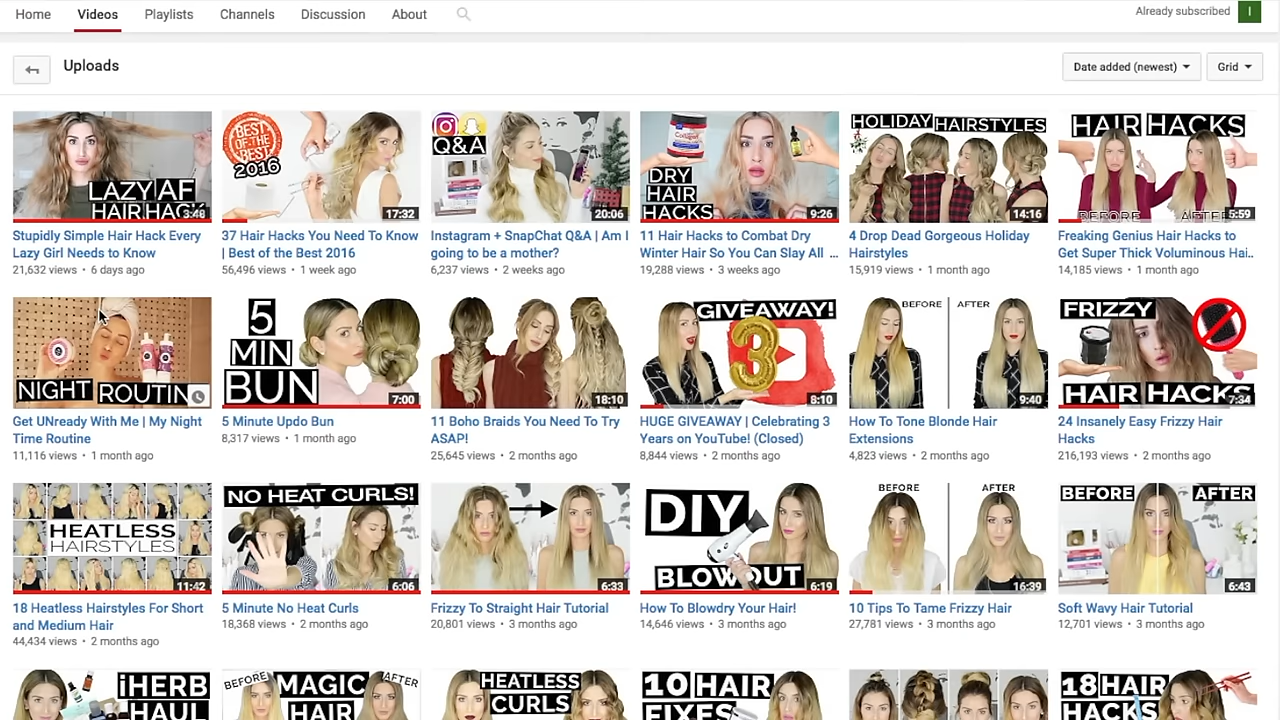 Home Videos Playlists Channels Discussion About
Already subscribed I
Uploads
Date added (newest) Grid
LAZY AF
HAIR HACK
3:48
BEST
OF THE
BEST
2016
17:32
Q&A
20:06
DRY
HAIR
HACKS
9:26
HOLIDAY HAIRSTYLES
14:16
HAIR HACKS
BEFORE AFTER
5:59
Stupidly Simple Hair Hack Every
Lazy Girl Needs to Know
21,632 views • 6 days ago
37 Hair Hacks You Need To Know
| Best of the Best 2016
56,496 views • 1 week ago
Instagram + SnapChat Q&A | Am I
going to be a mother?
6,237 views • 2 weeks ago
11 Hair Hacks to Combat Dry
Winter Hair So You Can Slay All ...
19,288 views • 3 weeks ago
4 Drop Dead Gorgeous Holiday
Hairstyles
15,919 views • 1 month ago
Freaking Genius Hair Hacks to
Get Super Thick Voluminous Hai..
14,185 views • 1 month ago
NIGHT ROUTIN
5
MIN
BUN
7:00
18:10
GIVEAWAY!
3
8:10
BEFORE AFTER
9:40
FRIZZY
HAIR HACKS
7:34
Get UNready With Me | My Night
Time Routine
11,116 views • 1 month ago
5 Minute Updo Bun
8,317 views • 1 month ago
11 Boho Braids You Need To Try
ASAP!
25,645 views • 2 months ago
HUGE GIVEAWAY | Celebrating 3
Years on YouTube! (Closed)
8,844 views • 2 months ago
How To Tone Blonde Hair
Extensions
4,823 views • 2 months ago
24 Insanely Easy Frizzy Hair
Hacks
216,193 views • 2 months ago
HEATLESS
HAIRSTYLES
11:42
NO HEAT CURLS!
6:06
6:33
DIY
BLOWOUT
6:19
BEFORE AFTER
16:39
BEFORE AFTER
6:43
18 Heatless Hairstyles For Short
and Medium Hair
44,434 views • 2 months ago
5 Minute No Heat Curls
18,368 views • 2 months ago
Frizzy To Straight Hair Tutorial
20,801 views • 3 months ago
How To Blowdry Your Hair!
14,646 views • 3 months ago
10 Tips To Tame Frizzy Hair
27,781 views • 3 months ago
Soft Wavy Hair Tutorial
12,701 views • 3 months ago
iHERB
HAUL
BEFORE MAGIC AFTER
HAIR
HEATLESS
CURLS
10 HAIR
FIXES
18 HAIR
HACKS